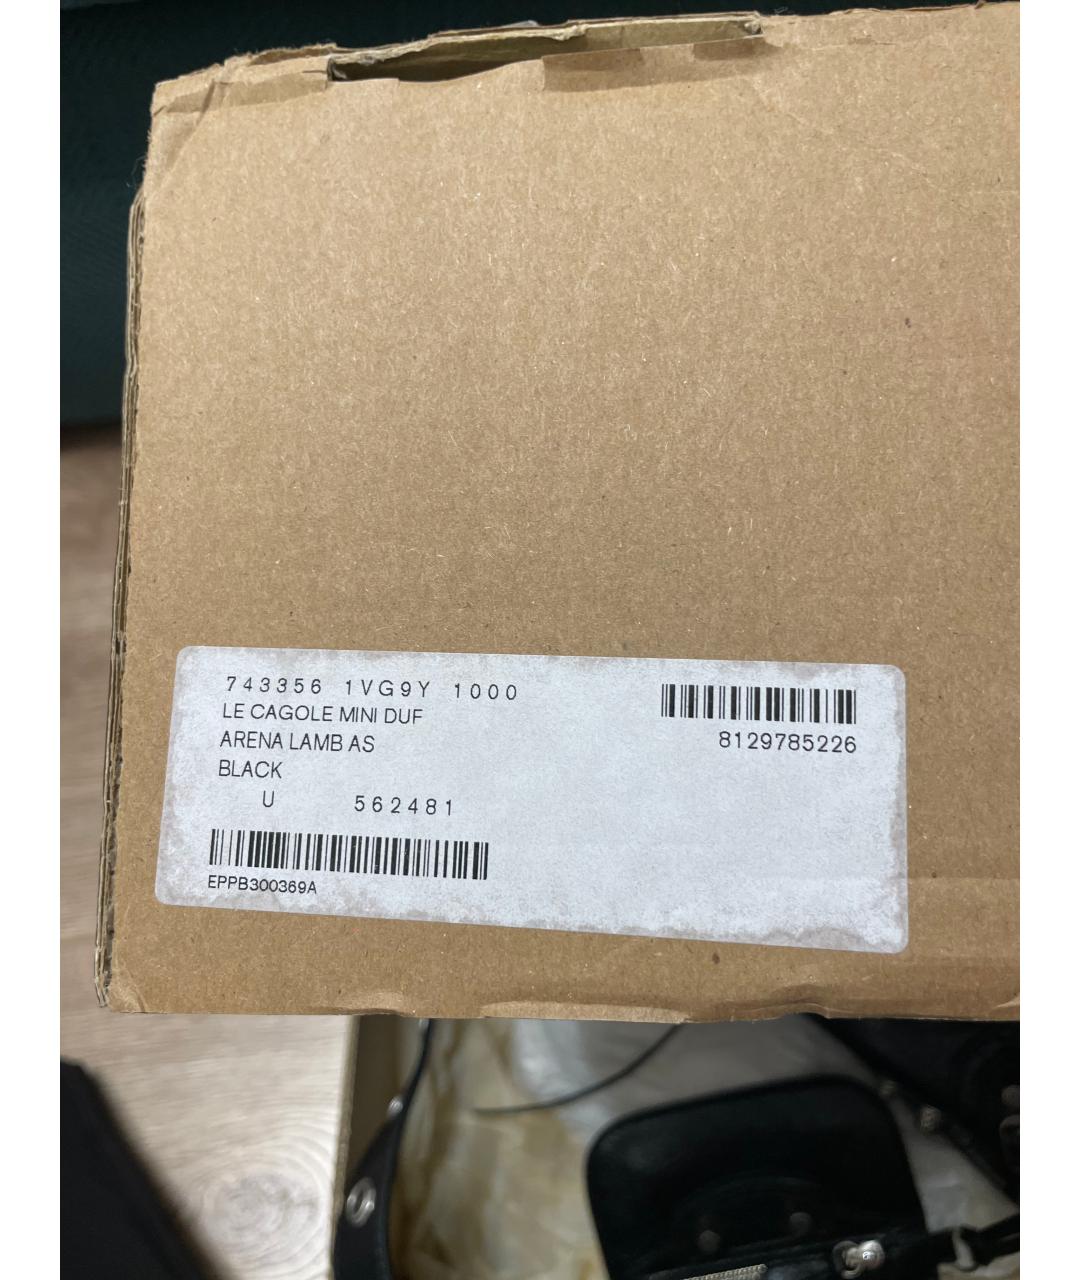 743356 1VG9Y 1000
LE CAGOLE MINI DUF
ARENA LAMB AS
BLACK
U 562481
EPPB300369A
8129785226